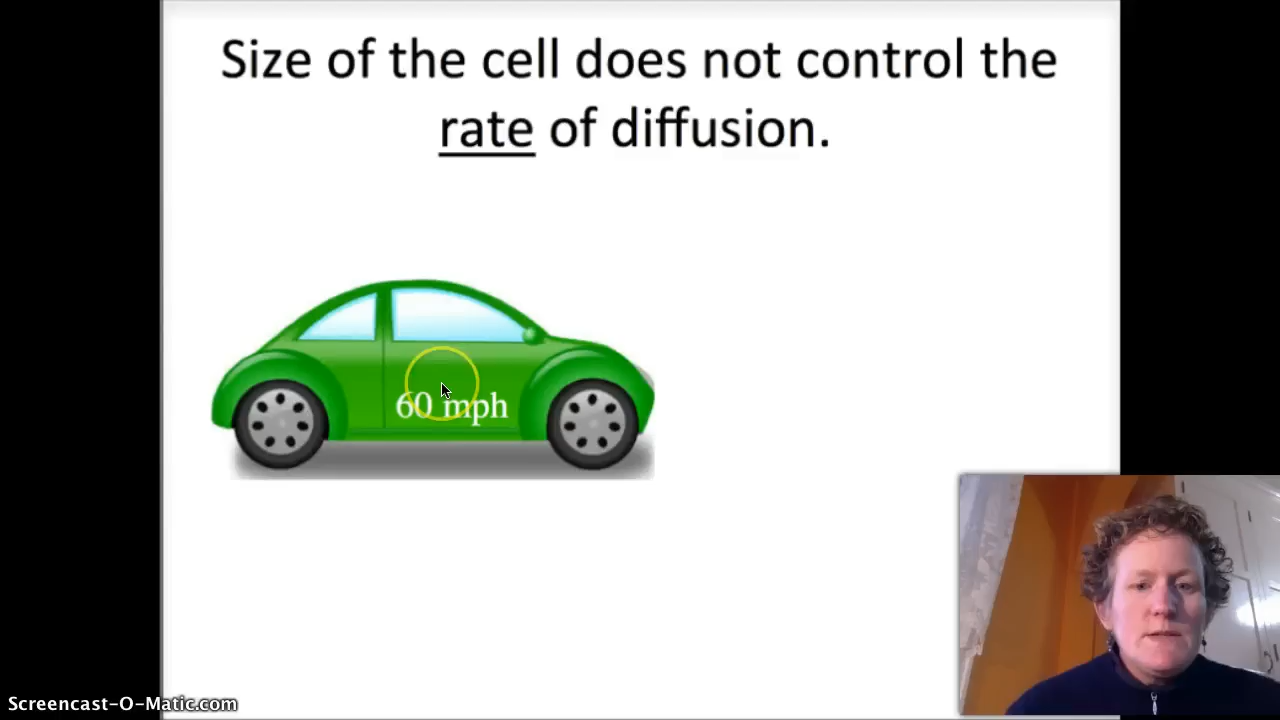 Size of the cell does not control the
rate of diffusion.
60 mph
Screencast-O-Matic.com